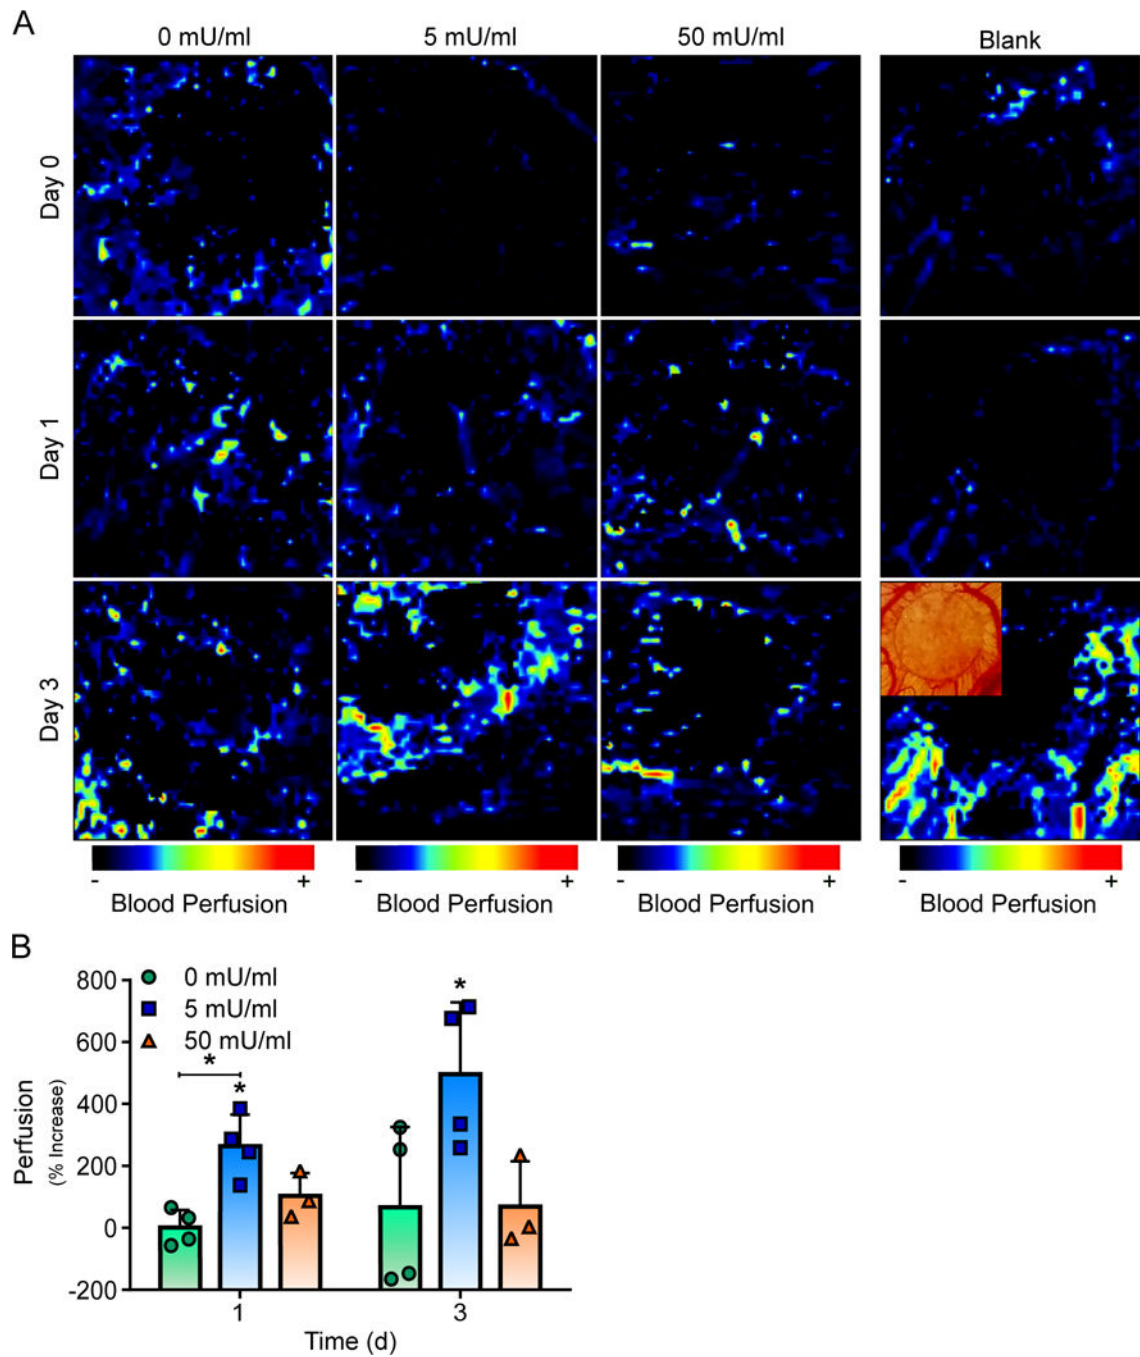 A
0 mU/ml 5 mU/ml 50 mU/ml Blank
Day 0
Day 1
Day 3
- + - + - + - +
Blood Perfusion Blood Perfusion Blood Perfusion Blood Perfusion
B
800
600
400
200
0
-200
Perfusion
(% Increase)
0 mU/ml
5 mU/ml
50 mU/ml
*
*
*
1 3
Time (d)